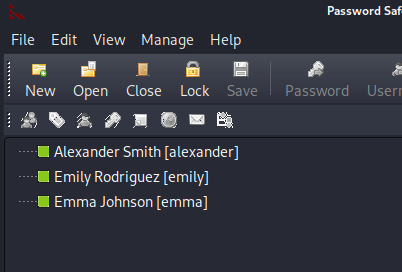 Password Saf
File Edit View Manage Help
New Open Close Lock Save Password Usern
Alexander Smith [alexander]
Emily Rodriguez [emily]
Emma Johnson [emma]